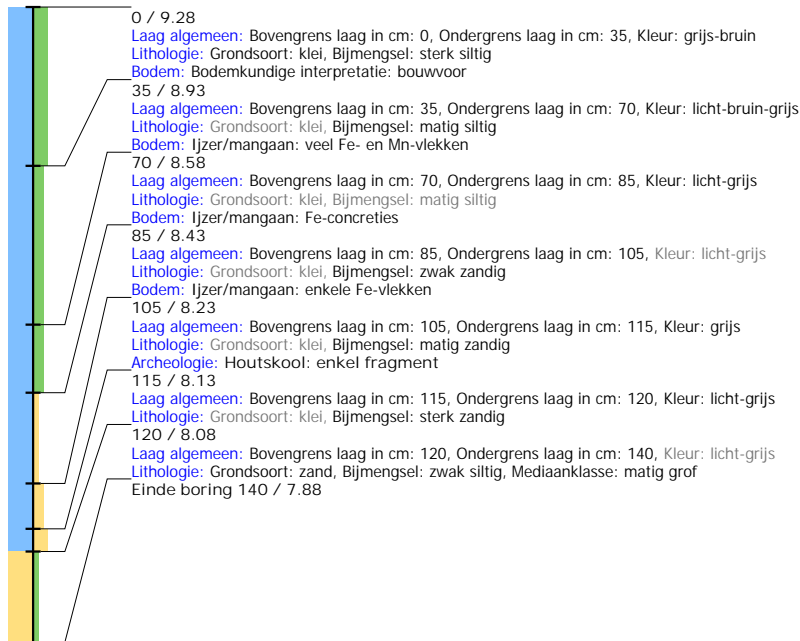 0 / 9.28
Laag algemeen: Bovengrens laag in cm: 0, Ondergrens laag in cm: 35, Kleur: grijs-bruin
Lithologie: Grondsoort: klei, Bijmengsel: sterk siltig
Bodem: Bodemkundige interpretatie: bouwvoor
35 / 8.93
Laag algemeen: Bovengrens laag in cm: 35, Ondergrens laag in cm: 70, Kleur: licht-bruin-grijs
Lithologie: Grondsoort: klei, Bijmengsel: matig siltig
Bodem: Ijzer/mangaan: veel Fe- en Mn-vlekken
70 / 8.58
Laag algemeen: Bovengrens laag in cm: 70, Ondergrens laag in cm: 85, Kleur: licht-grijs
Lithologie: Grondsoort: klei, Bijmengsel: matig siltig
Bodem: Ijzer/mangaan: Fe-concreties
85 / 8.43
Laag algemeen: Bovengrens laag in cm: 85, Ondergrens laag in cm: 105, Kleur: licht-grijs
Lithologie: Grondsoort: klei, Bijmengsel: zwak zandig
Bodem: Ijzer/mangaan: enkele Fe-vlekken
105 / 8.23
Laag algemeen: Bovengrens laag in cm: 105, Ondergrens laag in cm: 115, Kleur: grijs
Lithologie: Grondsoort: klei, Bijmengsel: matig zandig
Archeologie: Houtskool: enkel fragment
115 / 8.13
Laag algemeen: Bovengrens laag in cm: 115, Ondergrens laag in cm: 120, Kleur: licht-grijs
Lithologie: Grondsoort: klei, Bijmengsel: sterk zandig
120 / 8.08
Laag algemeen: Bovengrens laag in cm: 120, Ondergrens laag in cm: 140, Kleur: licht-grijs
Lithologie: Grondsoort: zand, Bijmengsel: zwak siltig, Mediaanklasse: matig grof
Einde boring 140 / 7.88